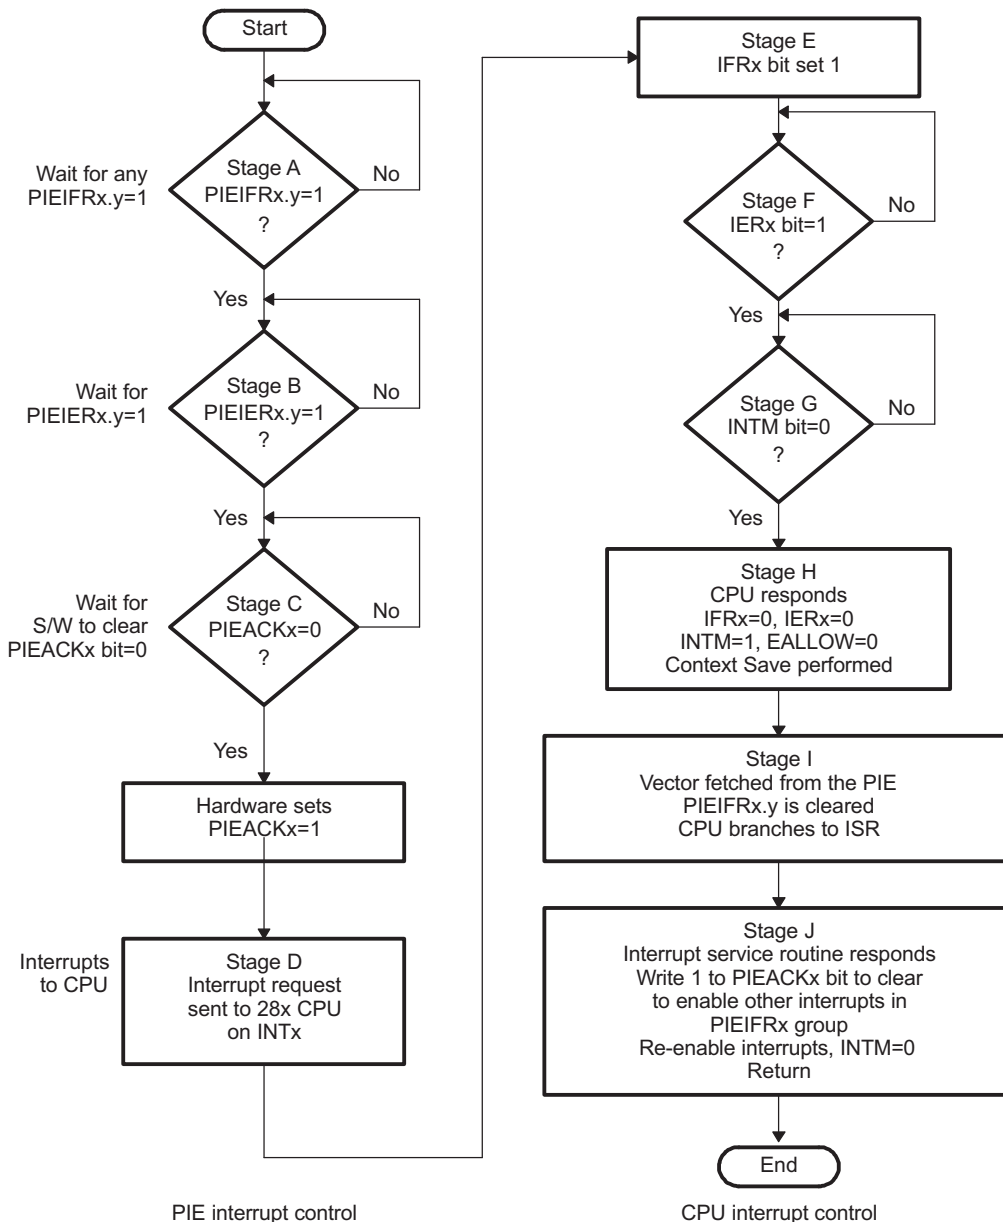 Start
Wait for any
PIEIFRx.y=1
Stage A
PIEIFRx.y=1
?
No
Yes
Wait for
PIEIERx.y=1
Stage B
PIEIERx.y=1
?
No
Yes
Wait for
S/W to clear
PIEACKx bit=0
Stage C
PIEACKx=0
?
No
Yes
Hardware sets
PIEACKx=1
Interrupts
to CPU
Stage D
Interrupt request
sent to 28x CPU
on INTx
PIE interrupt control
Stage E
IFRx bit set 1
Stage F
IERx bit=1
?
No
Yes
Stage G
INTM bit=0
?
No
Yes
Stage H
CPU responds
IFRx=0, IERx=0
INTM=1, EALLOW=0
Context Save performed
Stage I
Vector fetched from the PIE
PIEIFRx.y is cleared
CPU branches to ISR
Stage J
Interrupt service routine responds
Write 1 to PIEACKx bit to clear
to enable other interrupts in
PIEIFRx group
Re-enable interrupts, INTM=0
Return
End
CPU interrupt control